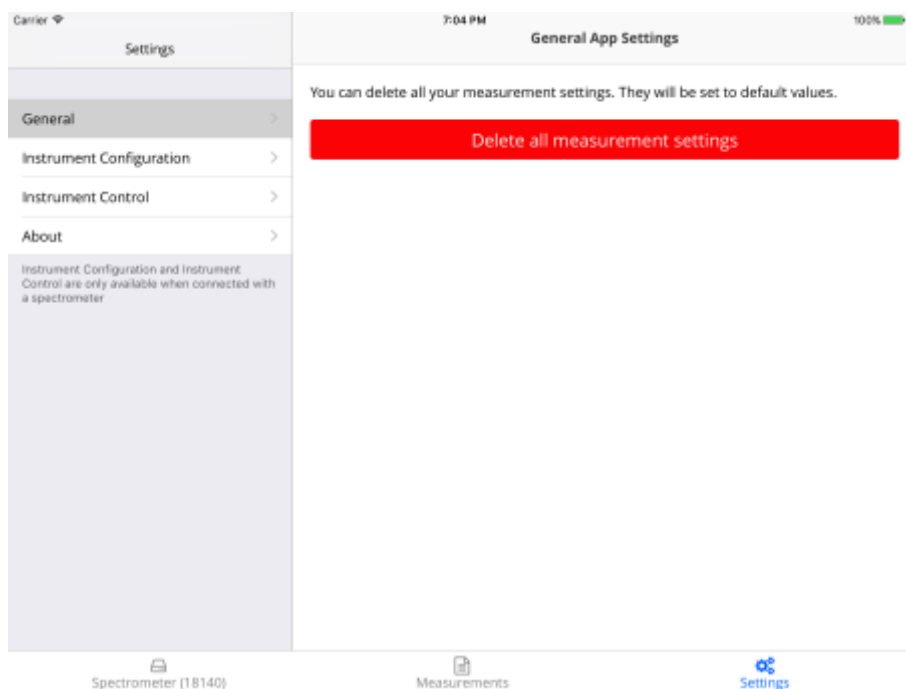 Carrier
7:04 PM
100%
Settings
General App Settings
General
Instrument Configuration
Instrument Control
About
Instrument Configuration and Instrument
Control are only available when connected with
a spectrometer
You can delete all your measurement settings. They will be set to default values.
Delete all measurement settings
Spectrometer (18140)
Measurements
Settings